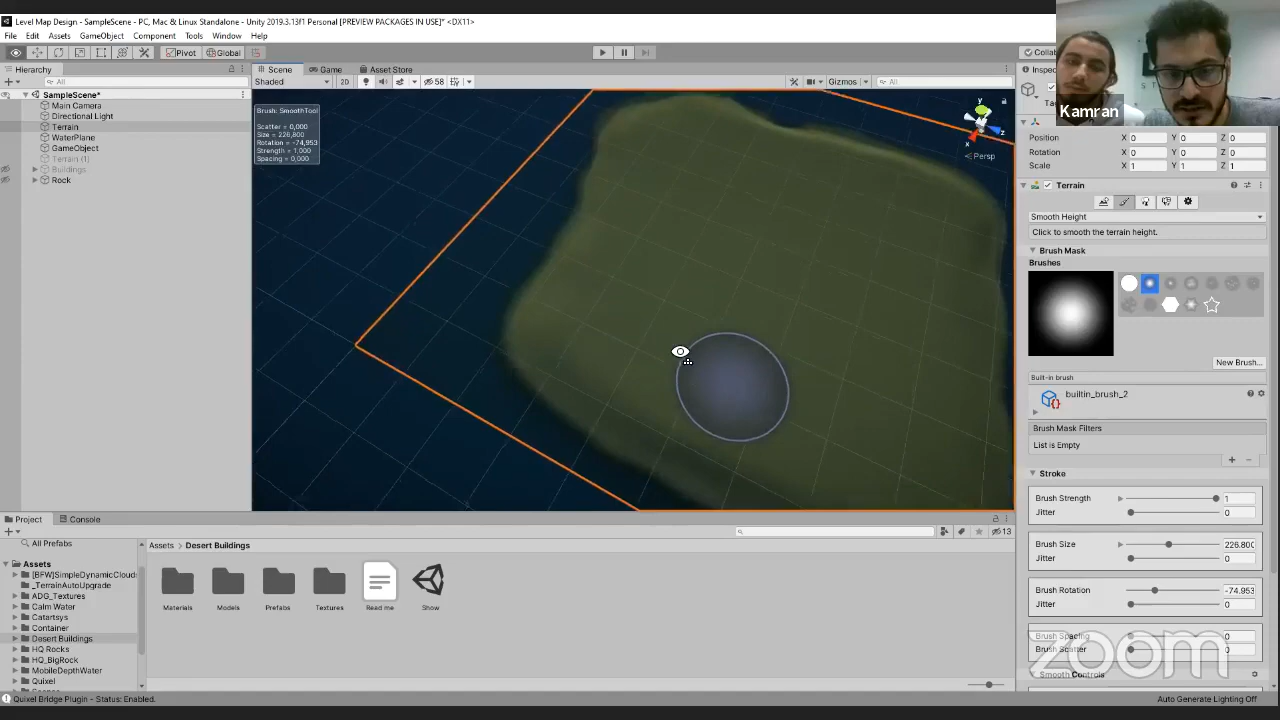 Level Map Design - SampleScene - PC, Mac & Linux Standalone - Unity 2019.3.13f1 Personal [PREVIEW PACKAGES IN USE]* <DX11>
File Edit Assets GameObject Component Tools Window Help
Pivot Global Collab
Hierarchy Scene Game Asset Store Inspe
All Shaded 2D 58 Gizmos All
SampleScene*
Main Camera
Directional Light
Terrain
WaterPlane
GameObject
Terrain (1)
Buildings
Rock
Brush: SmoothTool
Scatter = 0,000
Size = 226,800
Rotation = -74,953
Strength = 1,000
Spacing = 0,000
y
z
x
Persp
Kamran
Position X 0 Y 0 Z 0
Rotation X 0 Y 0 Z 0
Scale X 1 Y 1 Z 1
Terrain
Smooth Height
Click to smooth the terrain height.
Brush Mask
Brushes
New Brush...
Built-in brush
builtin_brush_2
Brush Mask Filters
List is Empty
Stroke
Brush Strength 1
Jitter 0
Brush Size 226.800
Jitter 0
Brush Rotation -74.953
Jitter 0
Brush Spacing 0
Brush Scatter 0
Smooth Controls
zoom
Project Console
13
All Prefabs
Assets
[BFW]SimpleDynamicClouds
_TerrainAutoUpgrade
ADG_Textures
Calm Water
Catartsys
Container
Desert Buildings
HQ Rocks
HQ_BigRock
MobileDepthWater
Quixel
Assets > Desert Buildings
Materials Models Prefabs Textures Read me Show
Quixel Bridge Plugin - Status: Enabled.
Auto Generate Lighting Off